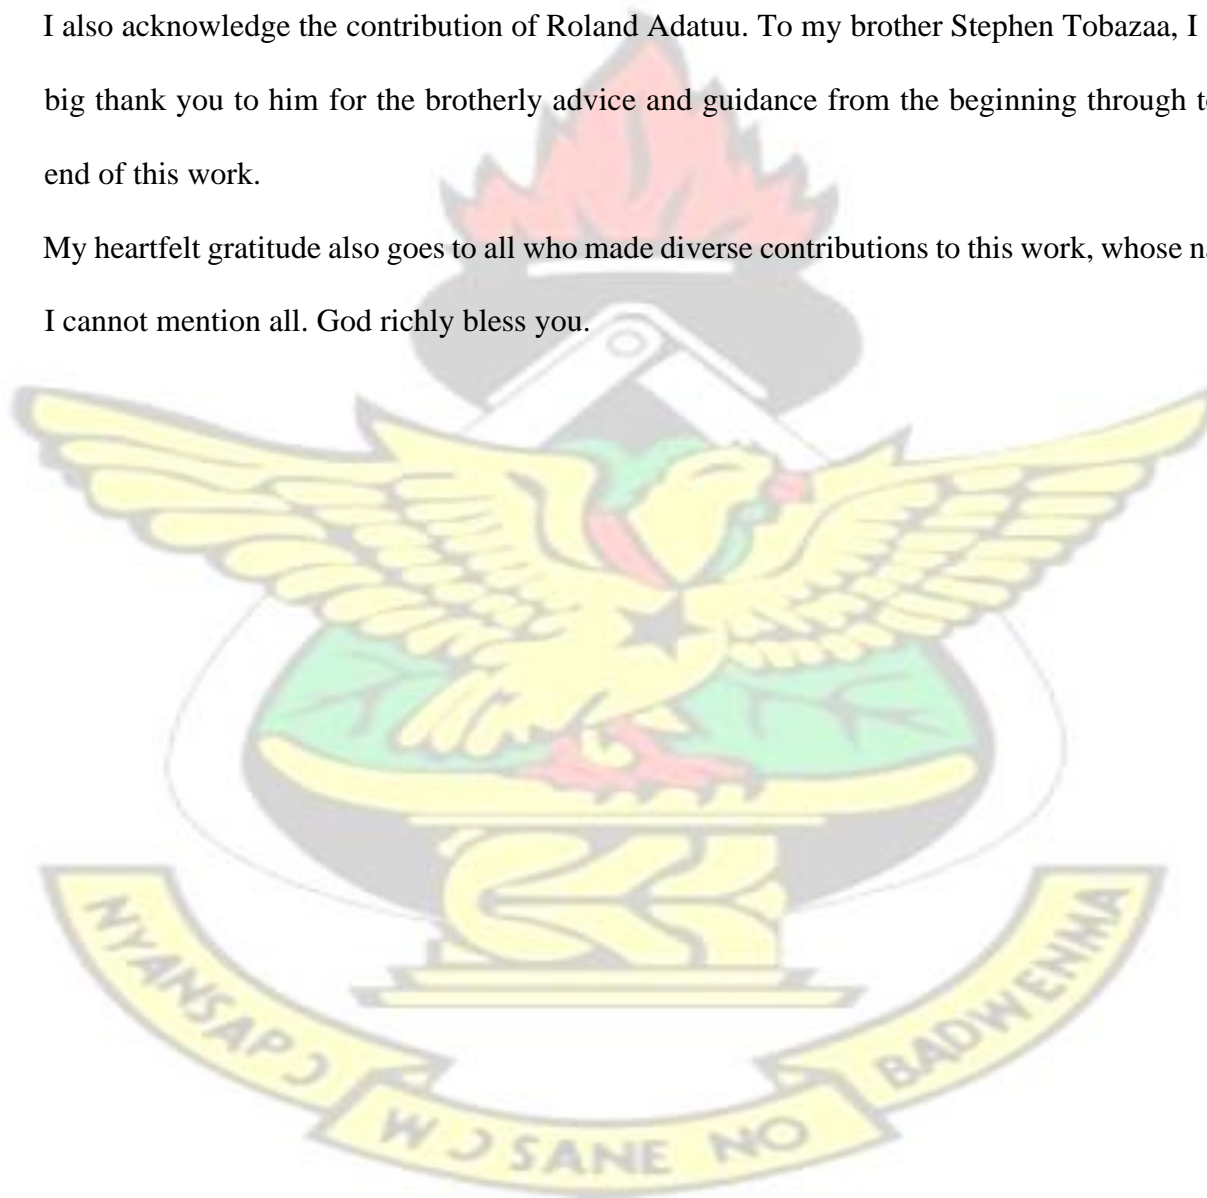 I also acknowledge the contribution of Roland Adatuu. To my brother Stephen Tobazaa, I
big thank you to him for the brotherly advice and guidance from the beginning through
end of this work.
My heartfelt gratitude also goes to all who made diverse contributions to this work, whose
I cannot mention all. God richly bless you.
NYANSAPƆ
WƆSANE NO
BADWENMA